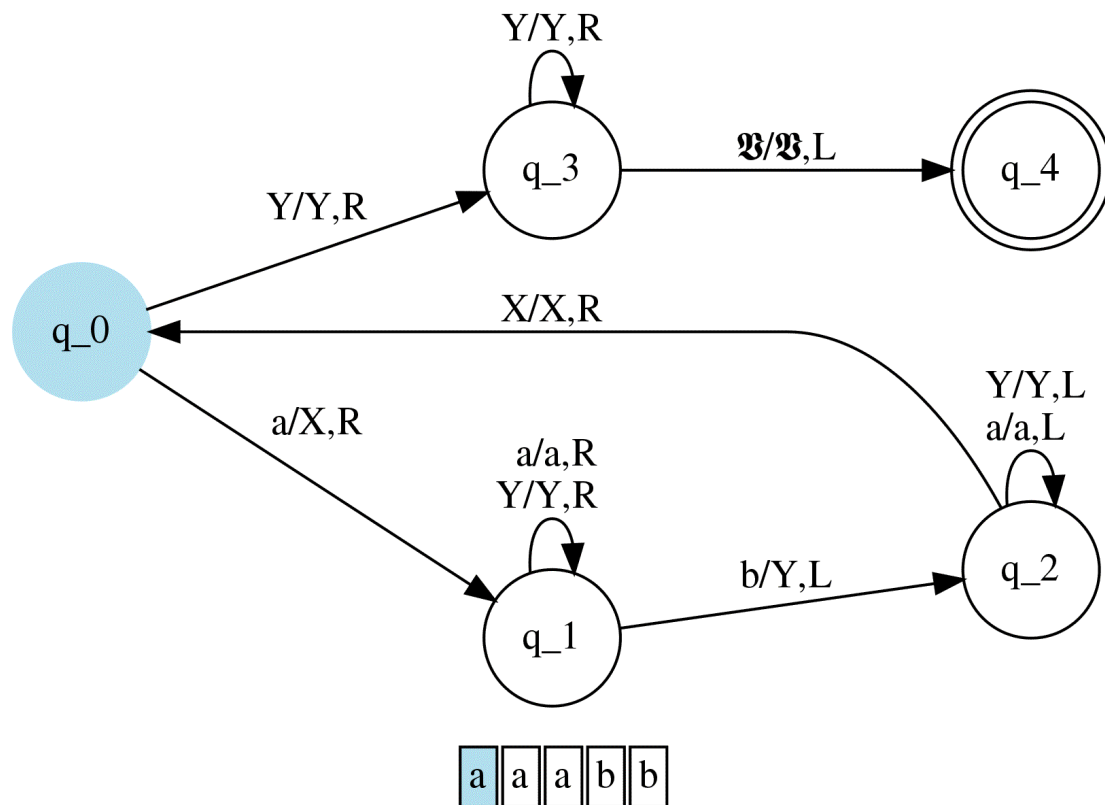 Y/Y,R
q_3
𝔙/𝔙,L
q_4
Y/Y,R
q_0
X/X,R
a/X,R
Y/Y,L
a/a,L
a/a,R
Y/Y,R
q_2
b/Y,L
q_1
a a a b b